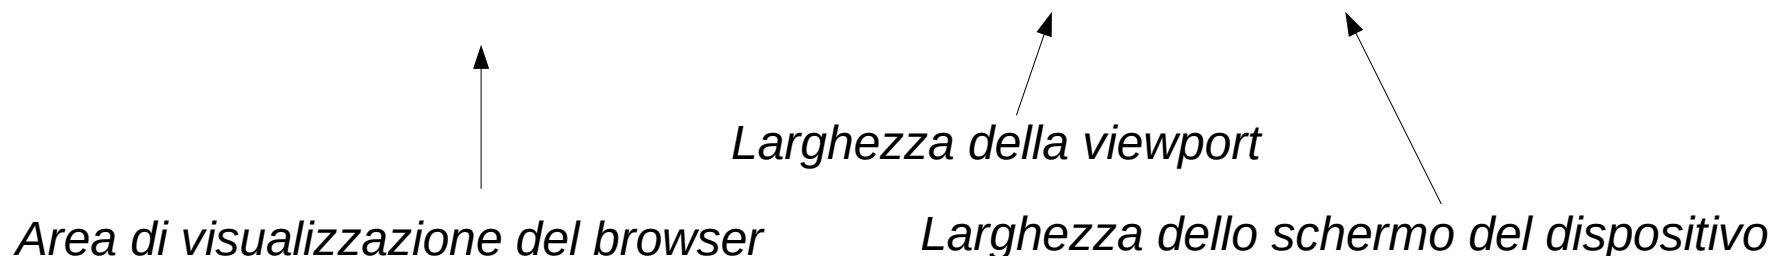 Larghezza della viewport
Area di visualizzazione del browser
Larghezza dello schermo del dispositivo